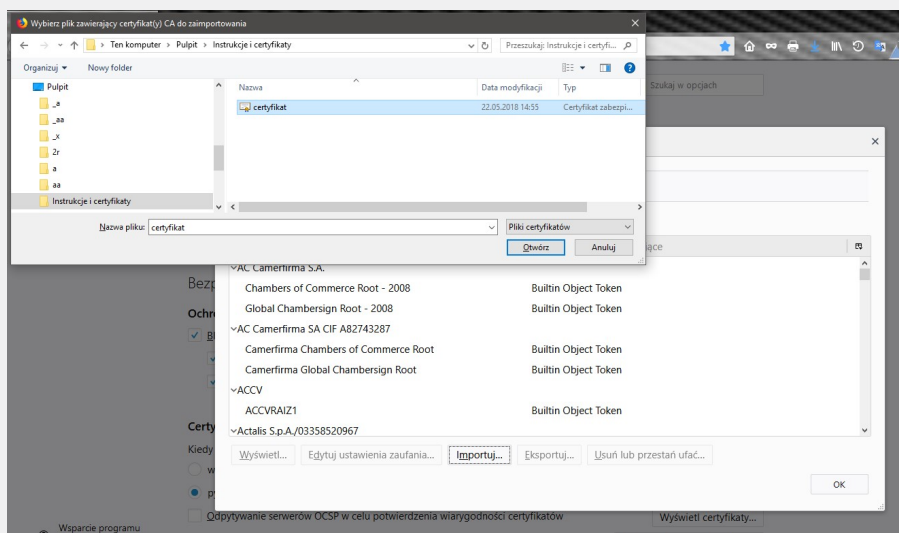 Wybierz plik zawierający certyfikat(y) CA do zaimportowania
Ten komputer > Pulpit > Instrukcje i certyfikaty
Przeszukaj: Instrukcje i certyfi...
Organizuj
Nowy folder
Pulpit
_a
_aa
_x
2r
a
aa
Instrukcje i certyfikaty
Nazwa
Data modyfikacji
Typ
certyfikat
22.05.2018 14:55
Certyfikat zabezpi...
Nazwa pliku:
certyfikat
Pliki certyfikatów
Otwórz
Anuluj
Szukaj w opcjach
ące
AC Camerfirma S.A.
Chambers of Commerce Root - 2008
Builtin Object Token
Global Chambersign Root - 2008
Builtin Object Token
AC Camerfirma SA CIF A82743287
Camerfirma Chambers of Commerce Root
Builtin Object Token
Camerfirma Global Chambersign Root
Builtin Object Token
ACCV
ACCVRAIZ1
Builtin Object Token
Actalis S.p.A./03358520967
Wyświetl...
Edytuj ustawienia zaufania...
Importuj...
Eksportuj...
Usuń lub przestań ufać...
OK
Bezp
Ochr
Bl
Certy
Kiedy
w
py
Odpytywanie serwerów OCSP w celu potwierdzenia wiarygodności certyfikatów
Wyświetl certyfikaty...
Wsparcie programu